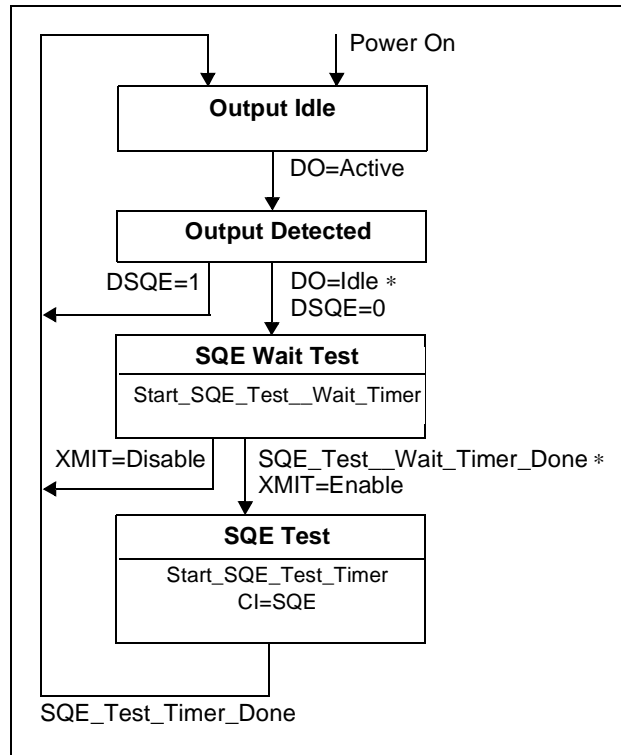 Power On
Output Idle
DO=Active
Output Detected
DSQE=1
DO=Idle *
DSQE=0
SQE Wait Test
Start_SQE_Test__Wait_Timer
XMIT=Disable
SQE_Test__Wait_Timer_Done *
XMIT=Enable
SQE Test
Start_SQE_Test_Timer
CI=SQE
SQE_Test_Timer_Done